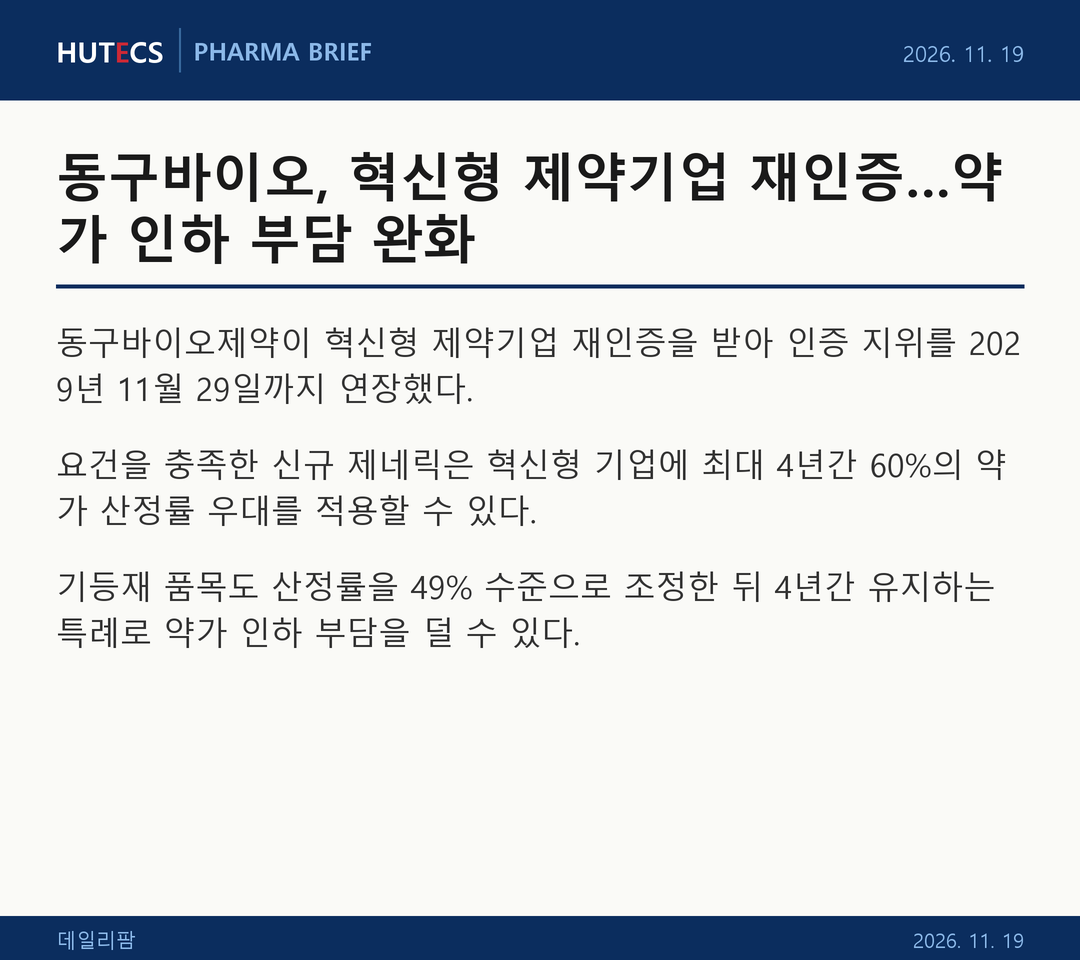 HUTECS | PHARMA BRIEF
2026. 11. 19
동구바이오, 혁신형 제약기업 재인증...약
가 인하 부담 완화
동구바이오제약이 혁신형 제약기업 재인증을 받아 인증 지위를 202
9년 11월 29일까지 연장했다.
요건을 충족한 신규 제네릭은 혁신형 기업에 최대 4년간 60%의 약
가 산정률 우대를 적용할 수 있다.
기등재 품목도 산정률을 49% 수준으로 조정한 뒤 4년간 유지하는
특례로 약가 인하 부담을 덜 수 있다.
데일리팜
2026. 11. 19